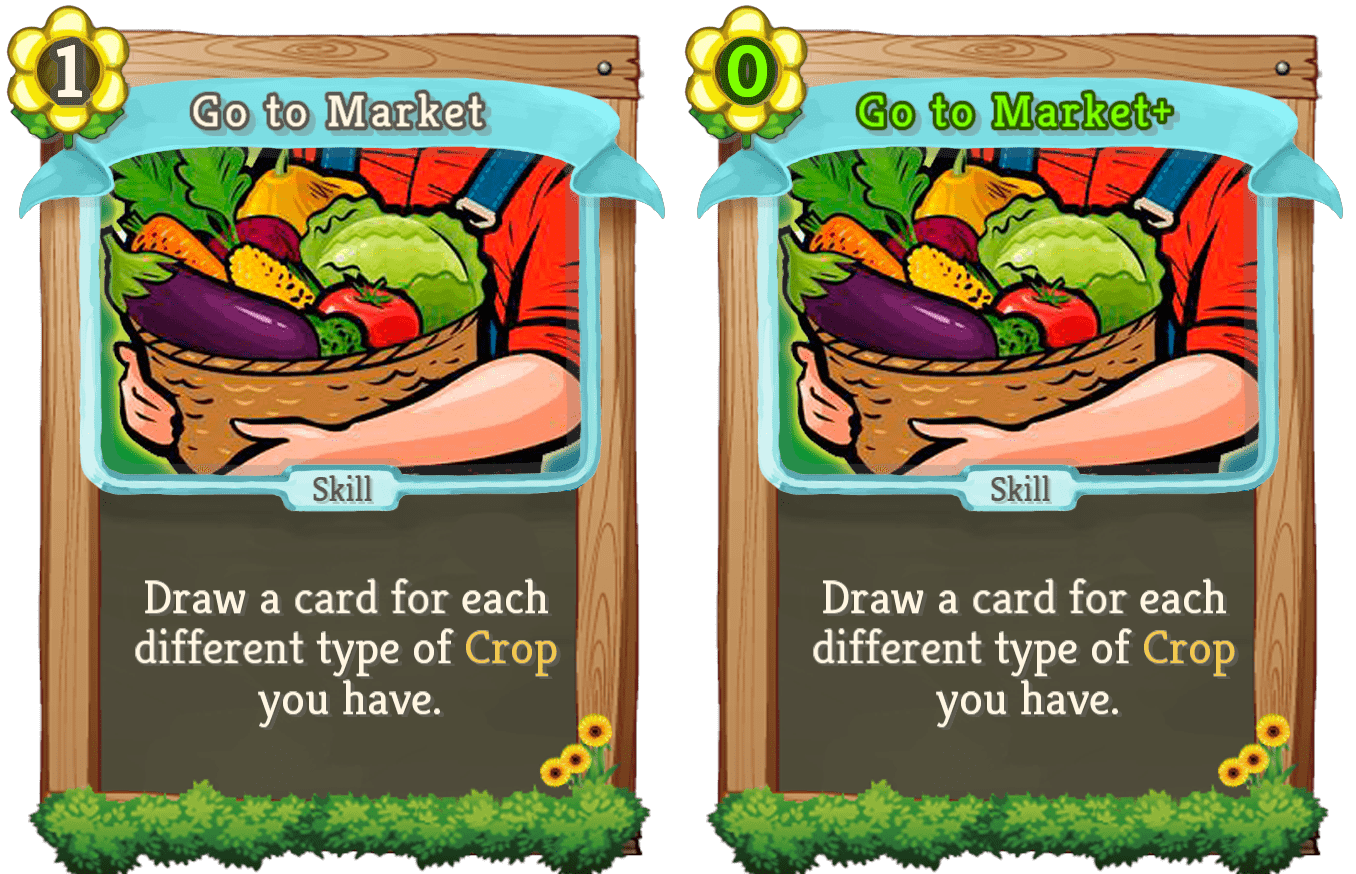 1
Go to Market
Skill
Draw a card for each
different type of Crop
you have.
0
Go to Market+
Skill
Draw a card for each
different type of Crop
you have.